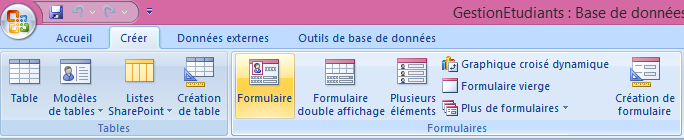 GestionEtudiants : Base de données
Accueil Créer Données externes Outils de base de données
Table
Modèles
de tables
Listes
SharePoint
Création
de table
Formulaire
Formulaire
double affichage
Plusieurs
éléments
Graphique croisé dynamique
Formulaire vierge
Plus de formulaires
Création de
formulaire
Tables
Formulaires